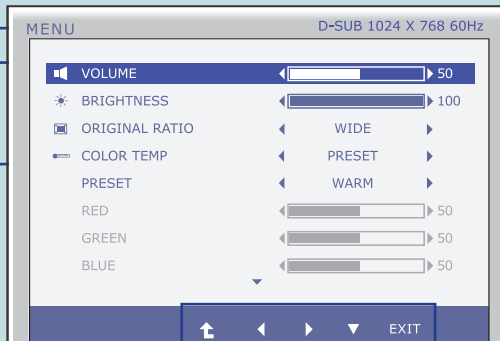 MENU D-SUB 1024 X 768 60Hz
VOLUME 50
BRIGHTNESS 100
ORIGINAL RATIO WIDE
COLOR TEMP PRESET
PRESET WARM
RED 50
GREEN 50
BLUE 50
EXIT